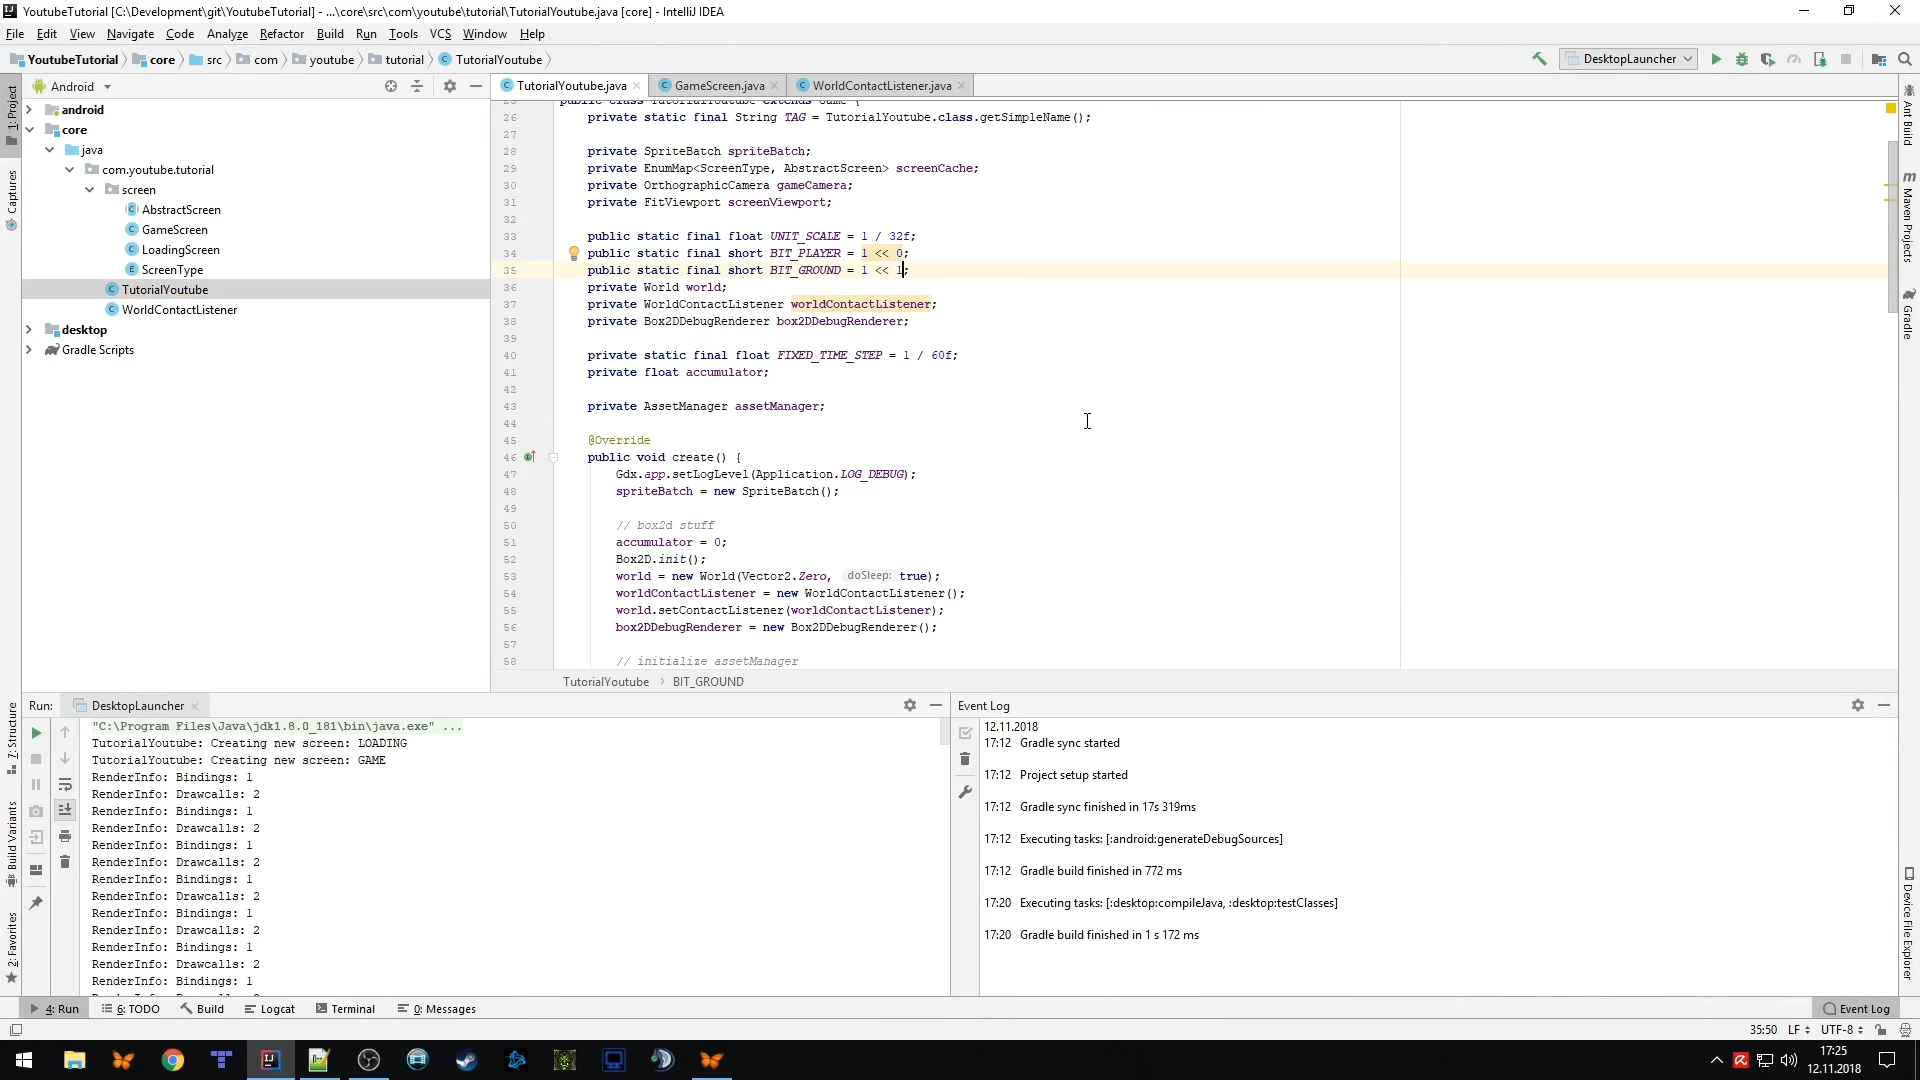 YoutubeTutorial [C:\Development\git\YoutubeTutorial] - ...\core\src\com\youtube\tutorial\TutorialYoutube.java [core] - IntelliJ IDEA
File Edit View Navigate Code Analyze Refactor Build Run Tools VCS Window Help
YoutubeTutorial core src com youtube tutorial TutorialYoutube
DesktopLauncher
Android
TutorialYoutube.java GameScreen.java WorldContactListener.java
1: Project
Captures
7: Structure
Build Variants
2: Favorites
android
core
java
com.youtube.tutorial
screen
AbstractScreen
GameScreen
LoadingScreen
ScreenType
TutorialYoutube
WorldContactListener
desktop
Gradle Scripts
26 private static final String TAG = TutorialYoutube.class.getSimpleName();
27
28 private SpriteBatch spriteBatch;
29 private EnumMap<ScreenType, AbstractScreen> screenCache;
30 private OrthographicCamera gameCamera;
31 private FitViewport screenViewport;
32
33 public static final float UNIT_SCALE = 1 / 32f;
34 public static final short BIT_PLAYER = 1 << 0;
35 public static final short BIT_GROUND = 1 << 1;
36 private World world;
37 private WorldContactListener worldContactListener;
38 private Box2DDebugRenderer box2DDebugRenderer;
39
40 private static final float FIXED_TIME_STEP = 1 / 60f;
41 private float accumulator;
42
43 private AssetManager assetManager;
44
45 @Override
46 public void create() {
47 Gdx.app.setLogLevel(Application.LOG_DEBUG);
48 spriteBatch = new SpriteBatch();
49
50 // box2d stuff
51 accumulator = 0;
52 Box2D.init();
53 world = new World(Vector2.Zero, doSleep: true);
54 worldContactListener = new WorldContactListener();
55 world.setContactListener(worldContactListener);
56 box2DDebugRenderer = new Box2DDebugRenderer();
57
58 // initialize assetManager
TutorialYoutube > BIT_GROUND
Ant Build
m Maven Projects
Gradle
Device File Explorer
Run: DesktopLauncher
"C:\Program Files\Java\jdk1.8.0_181\bin\java.exe" ...
TutorialYoutube: Creating new screen: LOADING
TutorialYoutube: Creating new screen: GAME
RenderInfo: Bindings: 1
RenderInfo: Drawcalls: 2
RenderInfo: Bindings: 1
RenderInfo: Drawcalls: 2
RenderInfo: Bindings: 1
RenderInfo: Drawcalls: 2
RenderInfo: Bindings: 1
RenderInfo: Drawcalls: 2
RenderInfo: Bindings: 1
RenderInfo: Drawcalls: 2
RenderInfo: Bindings: 1
RenderInfo: Drawcalls: 2
RenderInfo: Bindings: 1
Event Log
12.11.2018
17:12 Gradle sync started
17:12 Project setup started
17:12 Gradle sync finished in 17s 319ms
17:12 Executing tasks: [:android:generateDebugSources]
17:12 Gradle build finished in 772 ms
17:20 Executing tasks: [:desktop:compileJava, :desktop:testClasses]
17:20 Gradle build finished in 1 s 172 ms
4: Run 6: TODO Build Logcat Terminal 0: Messages Event Log
35:50 LF UTF-8
17:25
12.11.2018